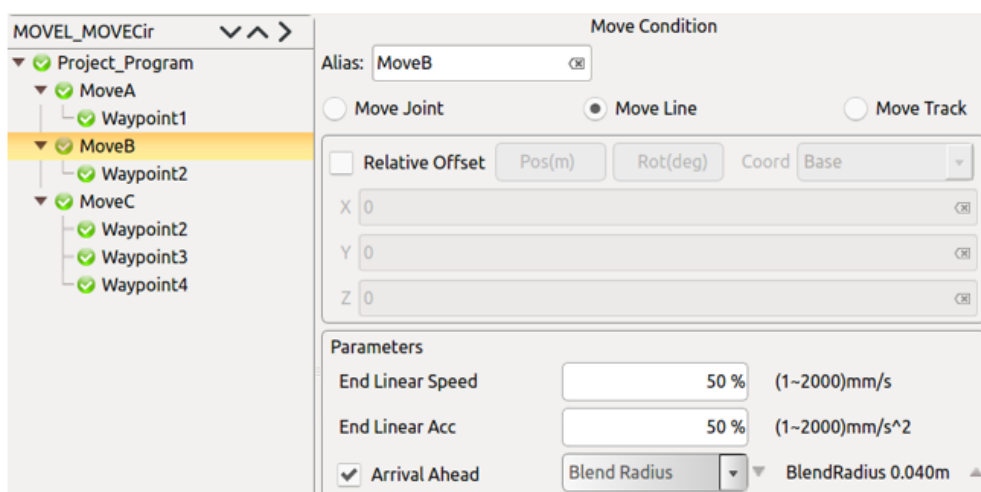 MOVEL_MOVECir
Project_Program
MoveA
Waypoint1
MoveB
Waypoint2
MoveC
Waypoint2
Waypoint3
Waypoint4
Move Condition
Alias: MoveB
Move Joint Move Line Move Track
Relative Offset Pos(m) Rot(deg) Coord Base
X 0
Y 0
Z 0
Parameters
End Linear Speed 50 % (1~2000)mm/s
End Linear Acc 50 % (1~2000)mm/s^2
Arrival Ahead Blend Radius BlendRadius 0.040m